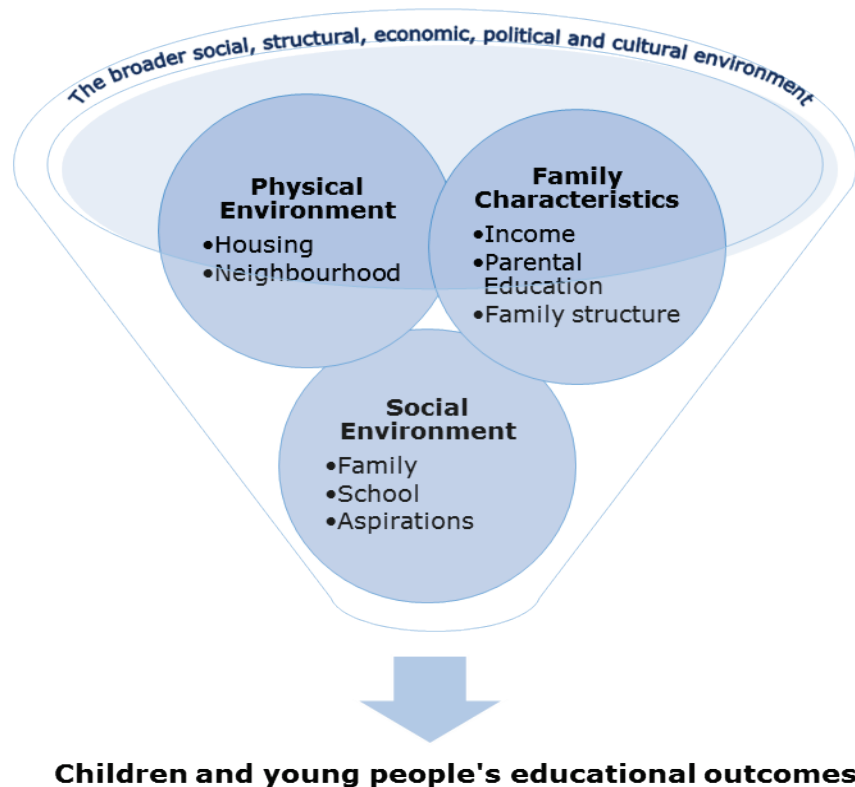 The broader social, structural, economic, political and cultural environment
Physical
Environment
•Housing
•Neighbourhood
Family
Characteristics
•Income
•Parental
Education
•Family structure
Social
Environment
•Family
•School
•Aspirations
Children and young people's educational outcomes